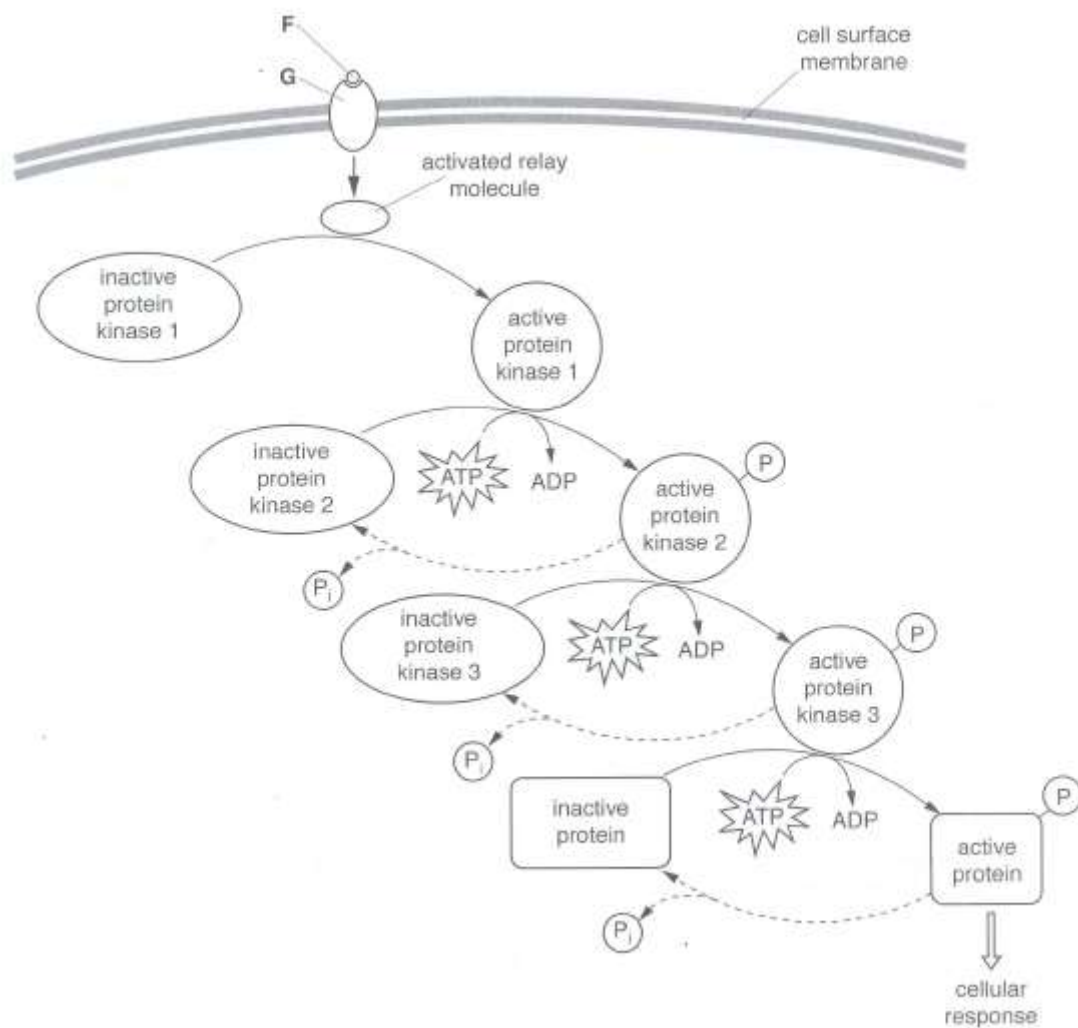 F
cell surface
membrane
G
activated relay
molecule
inactive
protein
kinase 1
active
protein
kinase 1
inactive
protein
kinase 2
ATP
ADP
P
active
protein
kinase 2
Pi
inactive
protein
kinase 3
ATP
ADP
P
active
protein
kinase 3
Pi
inactive
protein
ATP
ADP
P
active
protein
Pi
cellular
response